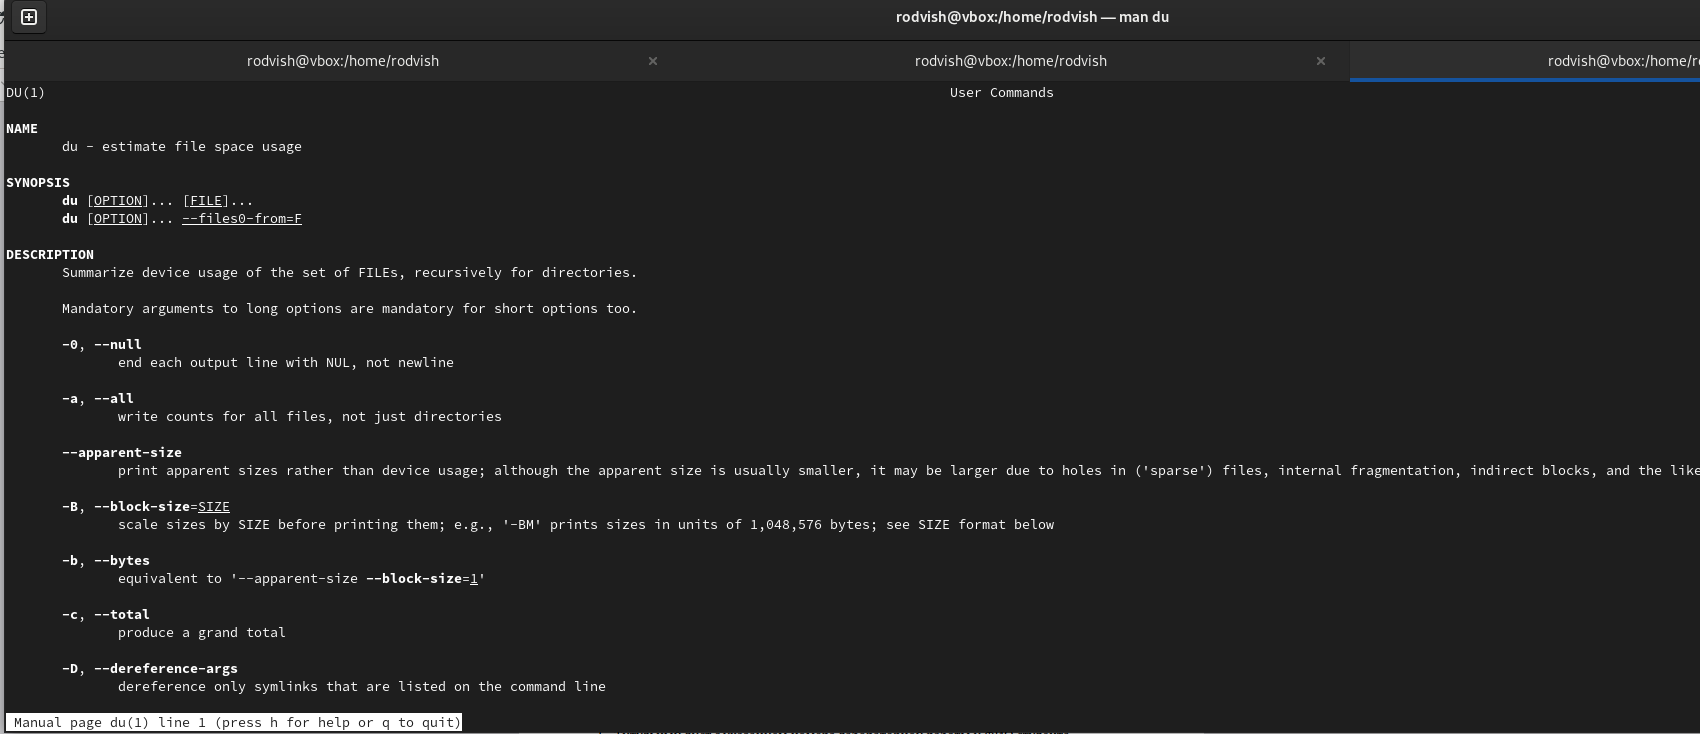 rodvish@vbox:/home/rodvish — man du
rodvish@vbox:/home/rodvish × rodvish@vbox:/home/rodvish × rodvish@vbox:/home/r
DU(1) User Commands
NAME
du - estimate file space usage
SYNOPSIS
du [OPTION]... [FILE]...
du [OPTION]... --files0-from=F
DESCRIPTION
Summarize device usage of the set of FILEs, recursively for directories.
Mandatory arguments to long options are mandatory for short options too.
-0, --null
end each output line with NUL, not newline
-a, --all
write counts for all files, not just directories
--apparent-size
print apparent sizes rather than device usage; although the apparent size is usually smaller, it may be larger due to holes in ('sparse') files, internal fragmentation, indirect blocks, and the like
-B, --block-size=SIZE
scale sizes by SIZE before printing them; e.g., '-BM' prints sizes in units of 1,048,576 bytes; see SIZE format below
-b, --bytes
equivalent to '--apparent-size --block-size=1'
-c, --total
produce a grand total
-D, --dereference-args
dereference only symlinks that are listed on the command line
Manual page du(1) line 1 (press h for help or q to quit)